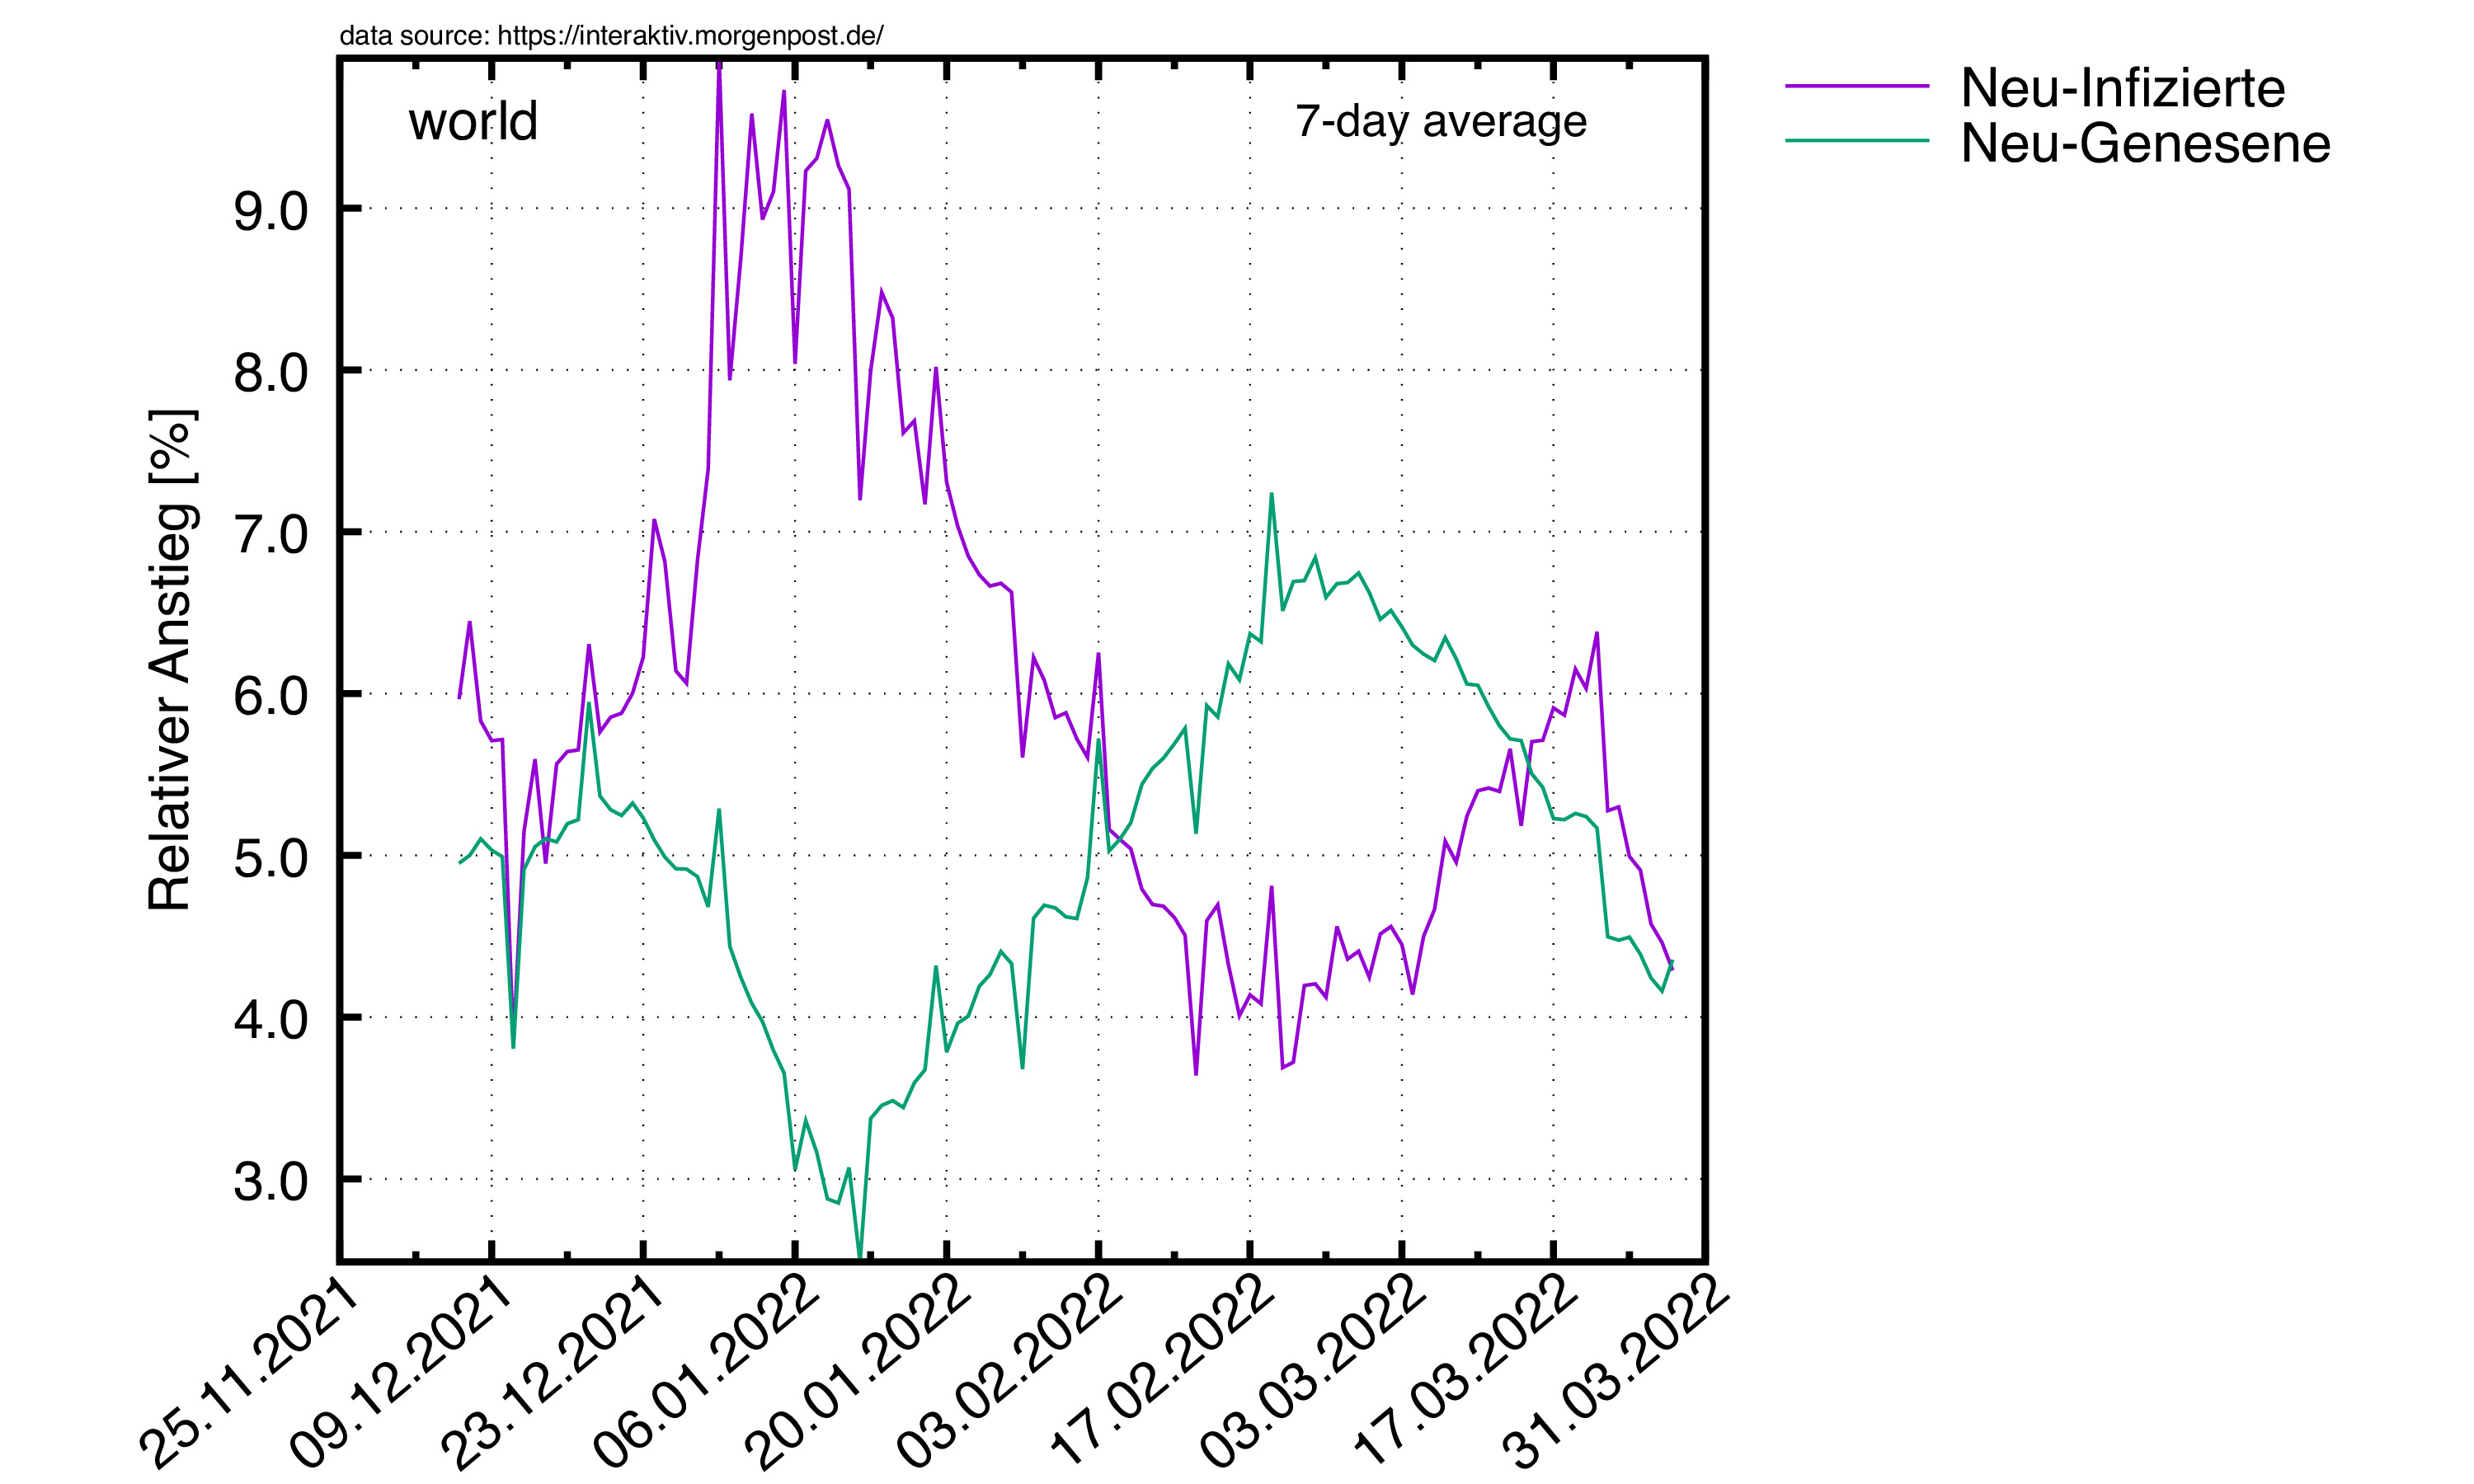 data source: https://interaktiv.morgenpost.de/
world
7-day average
Neu-Infizierte
Neu-Genesene
Relativer Anstieg [%]
9.0
8.0
7.0
6.0
5.0
4.0
3.0
25.11.2021
09.12.2021
23.12.2021
06.01.2022
20.01.2022
03.02.2022
17.02.2022
03.03.2022
17.03.2022
31.03.2022